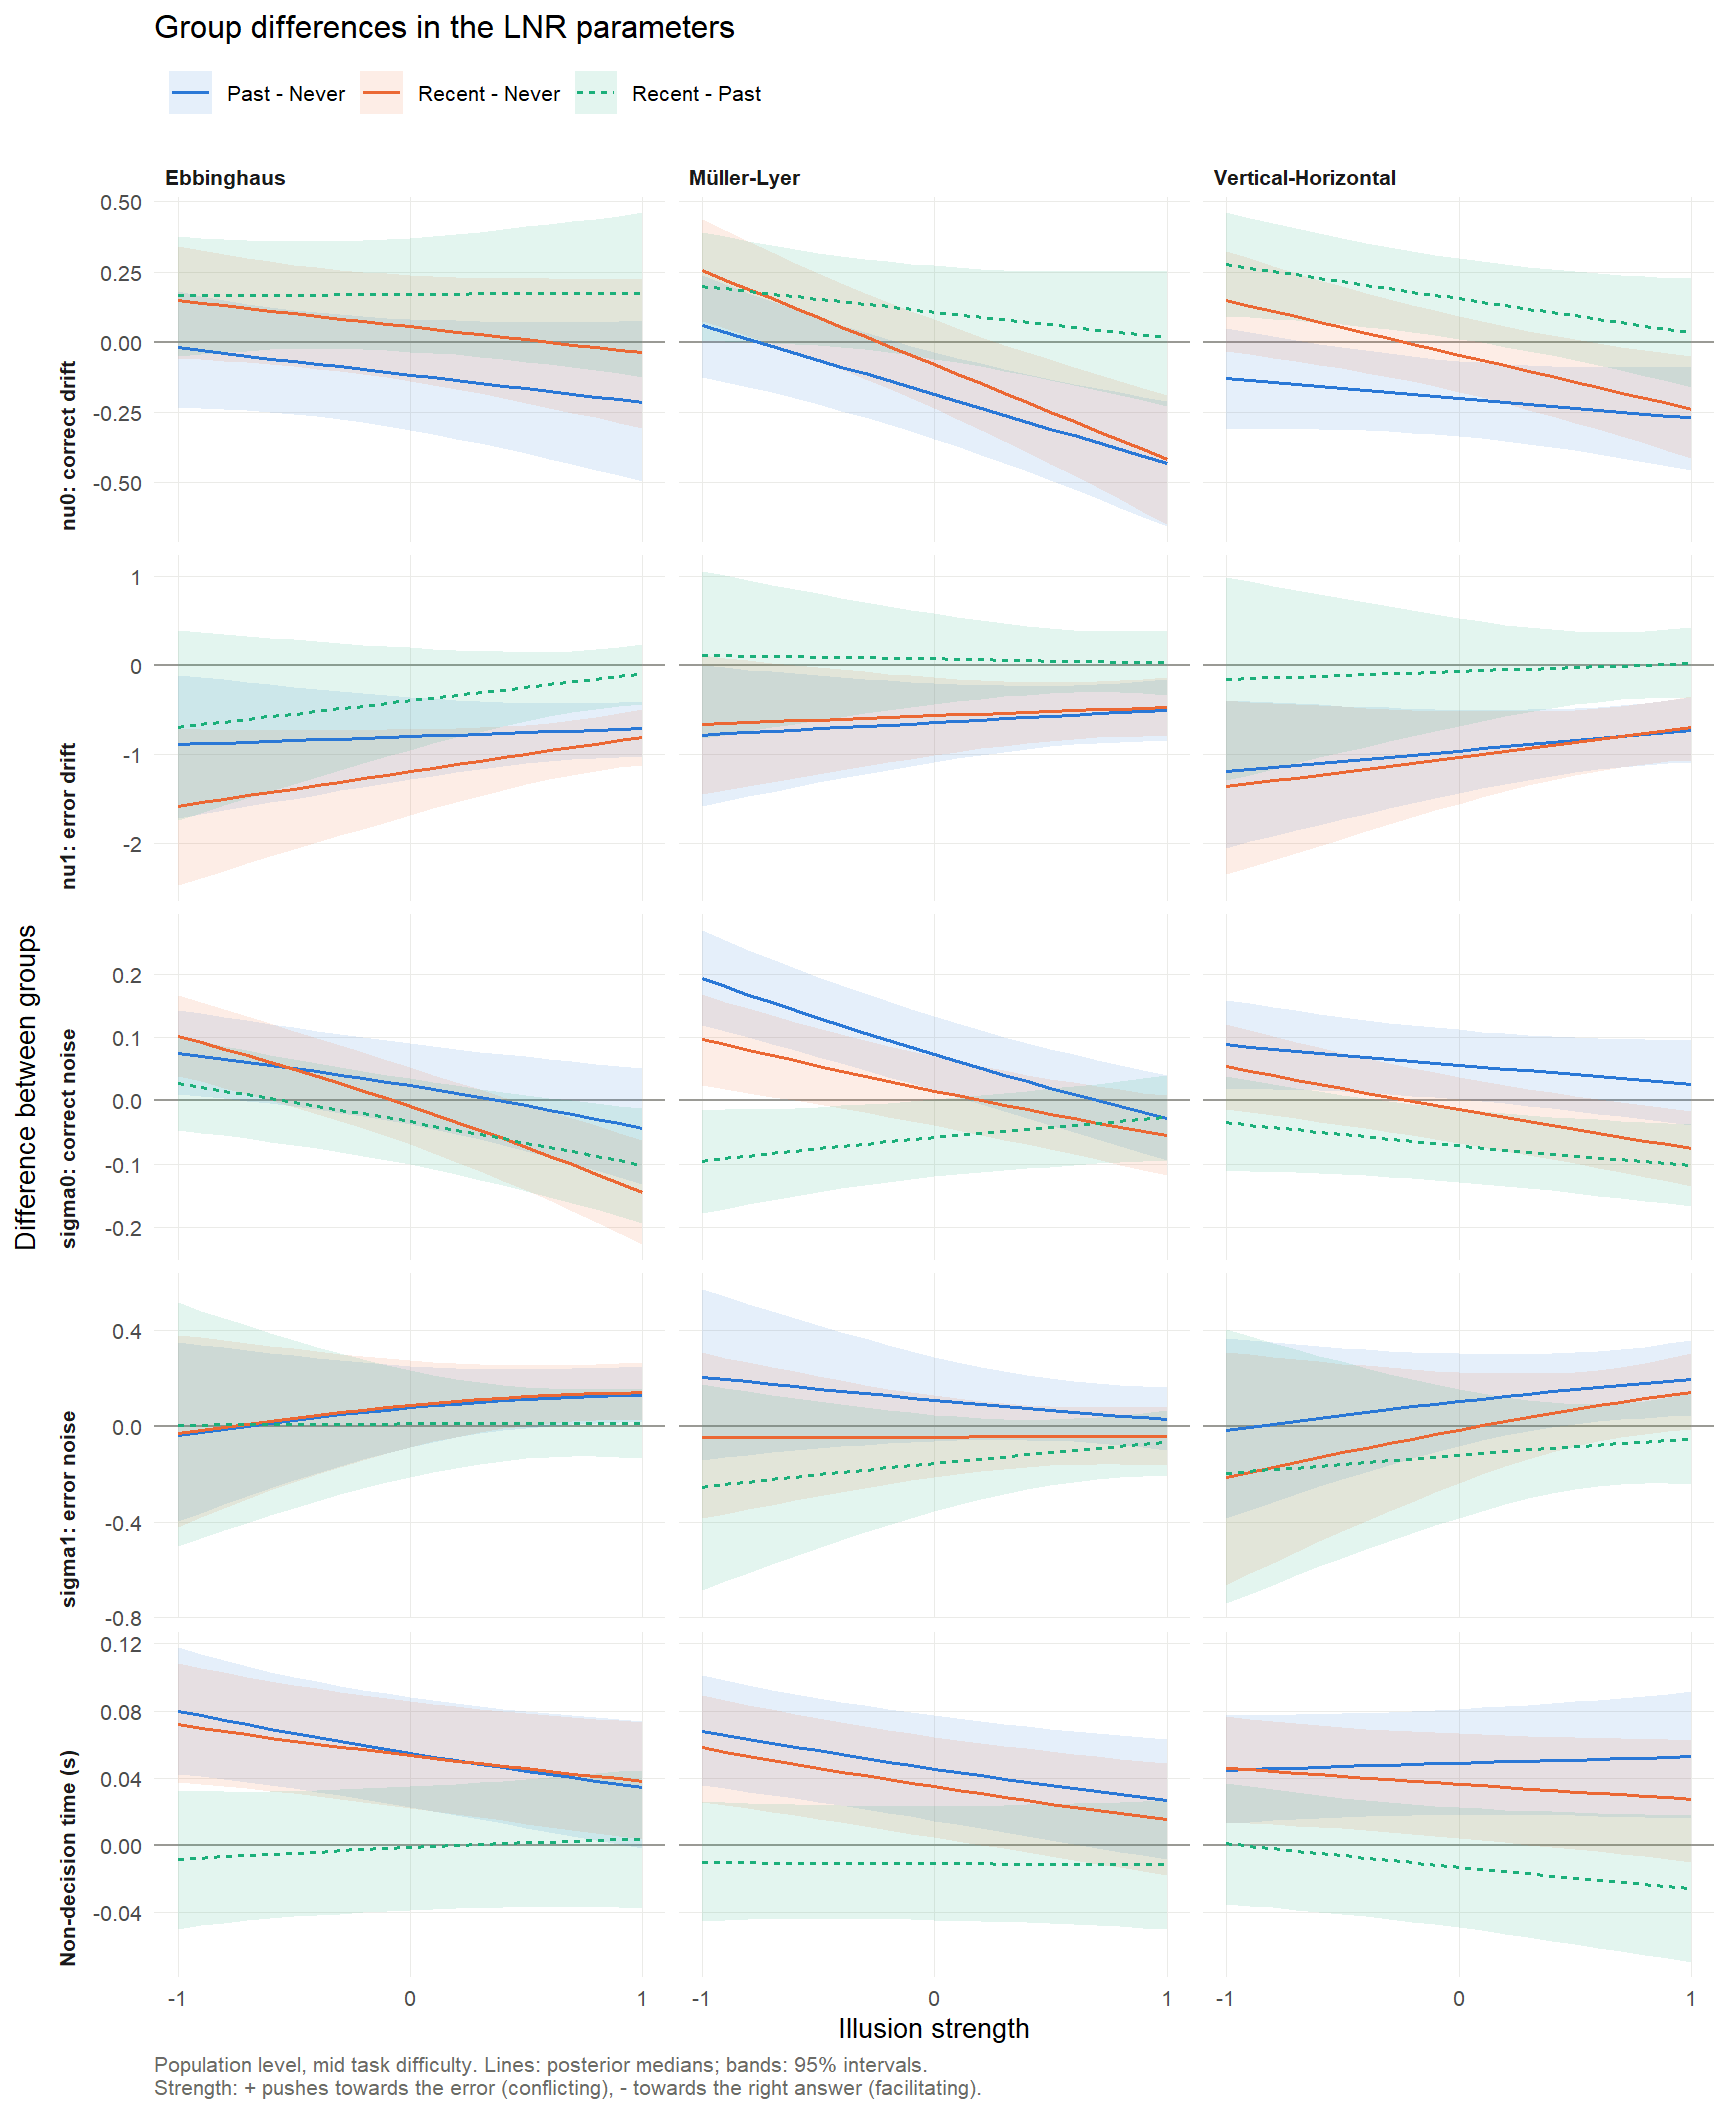 Group differences in the LNR parameters
Past - Never Recent - Never Recent - Past
Ebbinghaus Müller-Lyer Vertical-Horizontal
Difference between groups
nu0: correct drift
0.50
0.25
0.00
-0.25
-0.50
nu1: error drift
1
0
-1
-2
sigma0: correct noise
0.2
0.1
0.0
-0.1
-0.2
sigma1: error noise
0.4
0.0
-0.4
-0.8
Non-decision time (s)
0.12
0.08
0.04
0.00
-0.04
-1 0 1 -1 0 1 -1 0 1
Illusion strength
Population level, mid task difficulty. Lines: posterior medians; bands: 95% intervals.
Strength: + pushes towards the error (conflicting), - towards the right answer (facilitating).